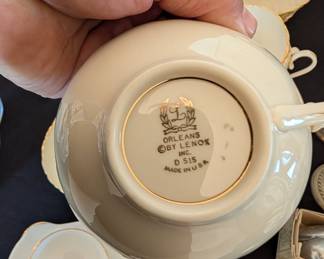 L
ORLEANS
©BY LENOX
INC.
D 515
MADE IN U.S.A.